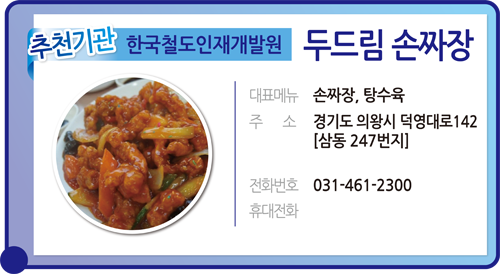 추천기관 한국철도인재개발원 두드림 손짜장
대표메뉴 손짜장, 탕수육
주 소 경기도 의왕시 덕영대로142
[삼동 247번지]
전화번호 031-461-2300
휴대전화